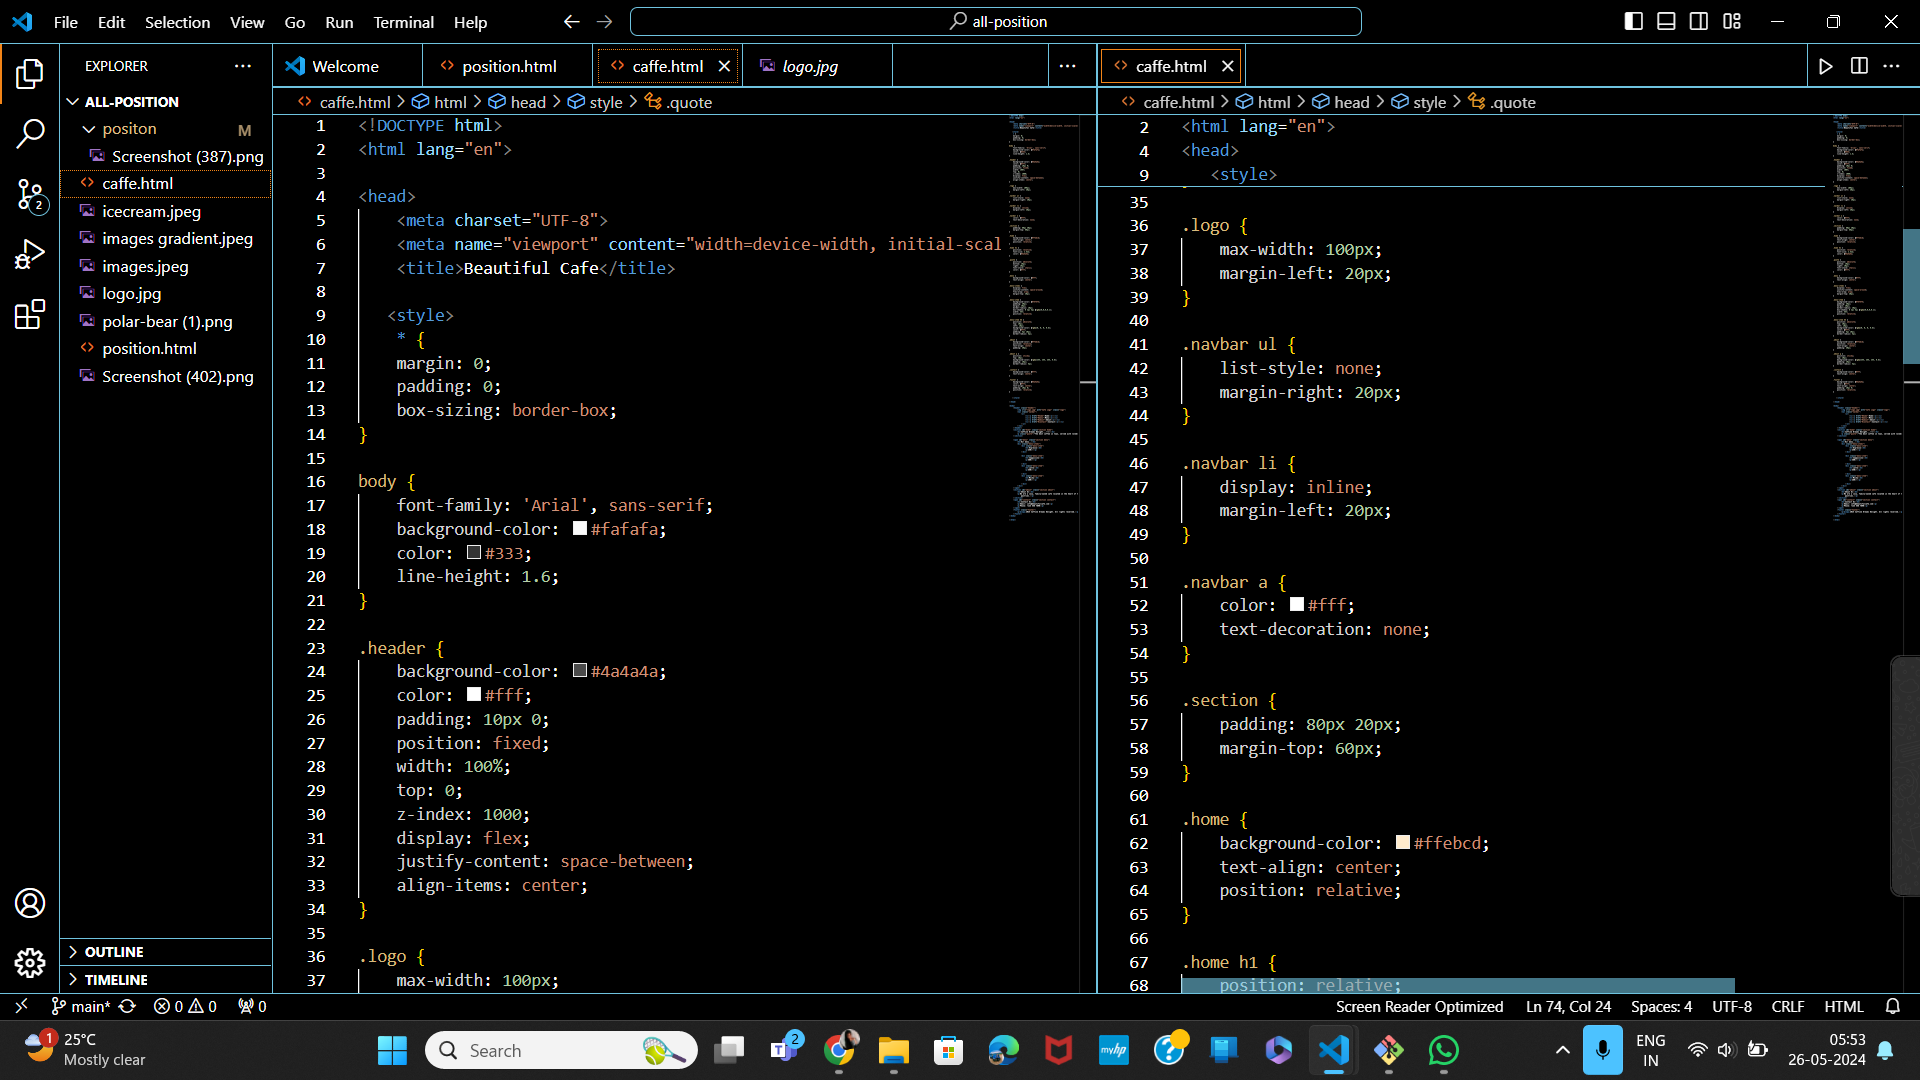 File Edit Selection View Go Run Terminal Help
all-position
EXPLORER
ALL-POSITION
positon M
Screenshot (387).png
caffe.html
icecream.jpeg
images gradient.jpeg
images.jpeg
logo.jpg
polar-bear (1).png
position.html
Screenshot (402).png
OUTLINE
TIMELINE
2
Welcome position.html caffe.html logo.jpg
caffe.html > html > head > style > .quote
1 <!DOCTYPE html>
2 <html lang="en">
3
4 <head>
5 <meta charset="UTF-8">
6 <meta name="viewport" content="width=device-width, initial-scal
7 <title>Beautiful Cafe</title>
8
9 <style>
10 * {
11 margin: 0;
12 padding: 0;
13 box-sizing: border-box;
14 }
15
16 body {
17 font-family: 'Arial', sans-serif;
18 background-color: #fafafa;
19 color: #333;
20 line-height: 1.6;
21 }
22
23 .header {
24 background-color: #4a4a4a;
25 color: #fff;
26 padding: 10px 0;
27 position: fixed;
28 width: 100%;
29 top: 0;
30 z-index: 1000;
31 display: flex;
32 justify-content: space-between;
33 align-items: center;
34 }
35
36 .logo {
37 max-width: 100px;
caffe.html
caffe.html > html > head > style > .quote
2 <html lang="en">
4 <head>
9 <style>
35
36 .logo {
37 max-width: 100px;
38 margin-left: 20px;
39 }
40
41 .navbar ul {
42 list-style: none;
43 margin-right: 20px;
44 }
45
46 .navbar li {
47 display: inline;
48 margin-left: 20px;
49 }
50
51 .navbar a {
52 color: #fff;
53 text-decoration: none;
54 }
55
56 .section {
57 padding: 80px 20px;
58 margin-top: 60px;
59 }
60
61 .home {
62 background-color: #ffebcd;
63 text-align: center;
64 position: relative;
65 }
66
67 .home h1 {
68 position: relative;
main* 0 0 0
Screen Reader Optimized Ln 74, Col 24 Spaces: 4 UTF-8 CRLF HTML
1
25°C
Mostly clear
Search
T
2
myhp
?
ENG
IN
05:53
26-05-2024